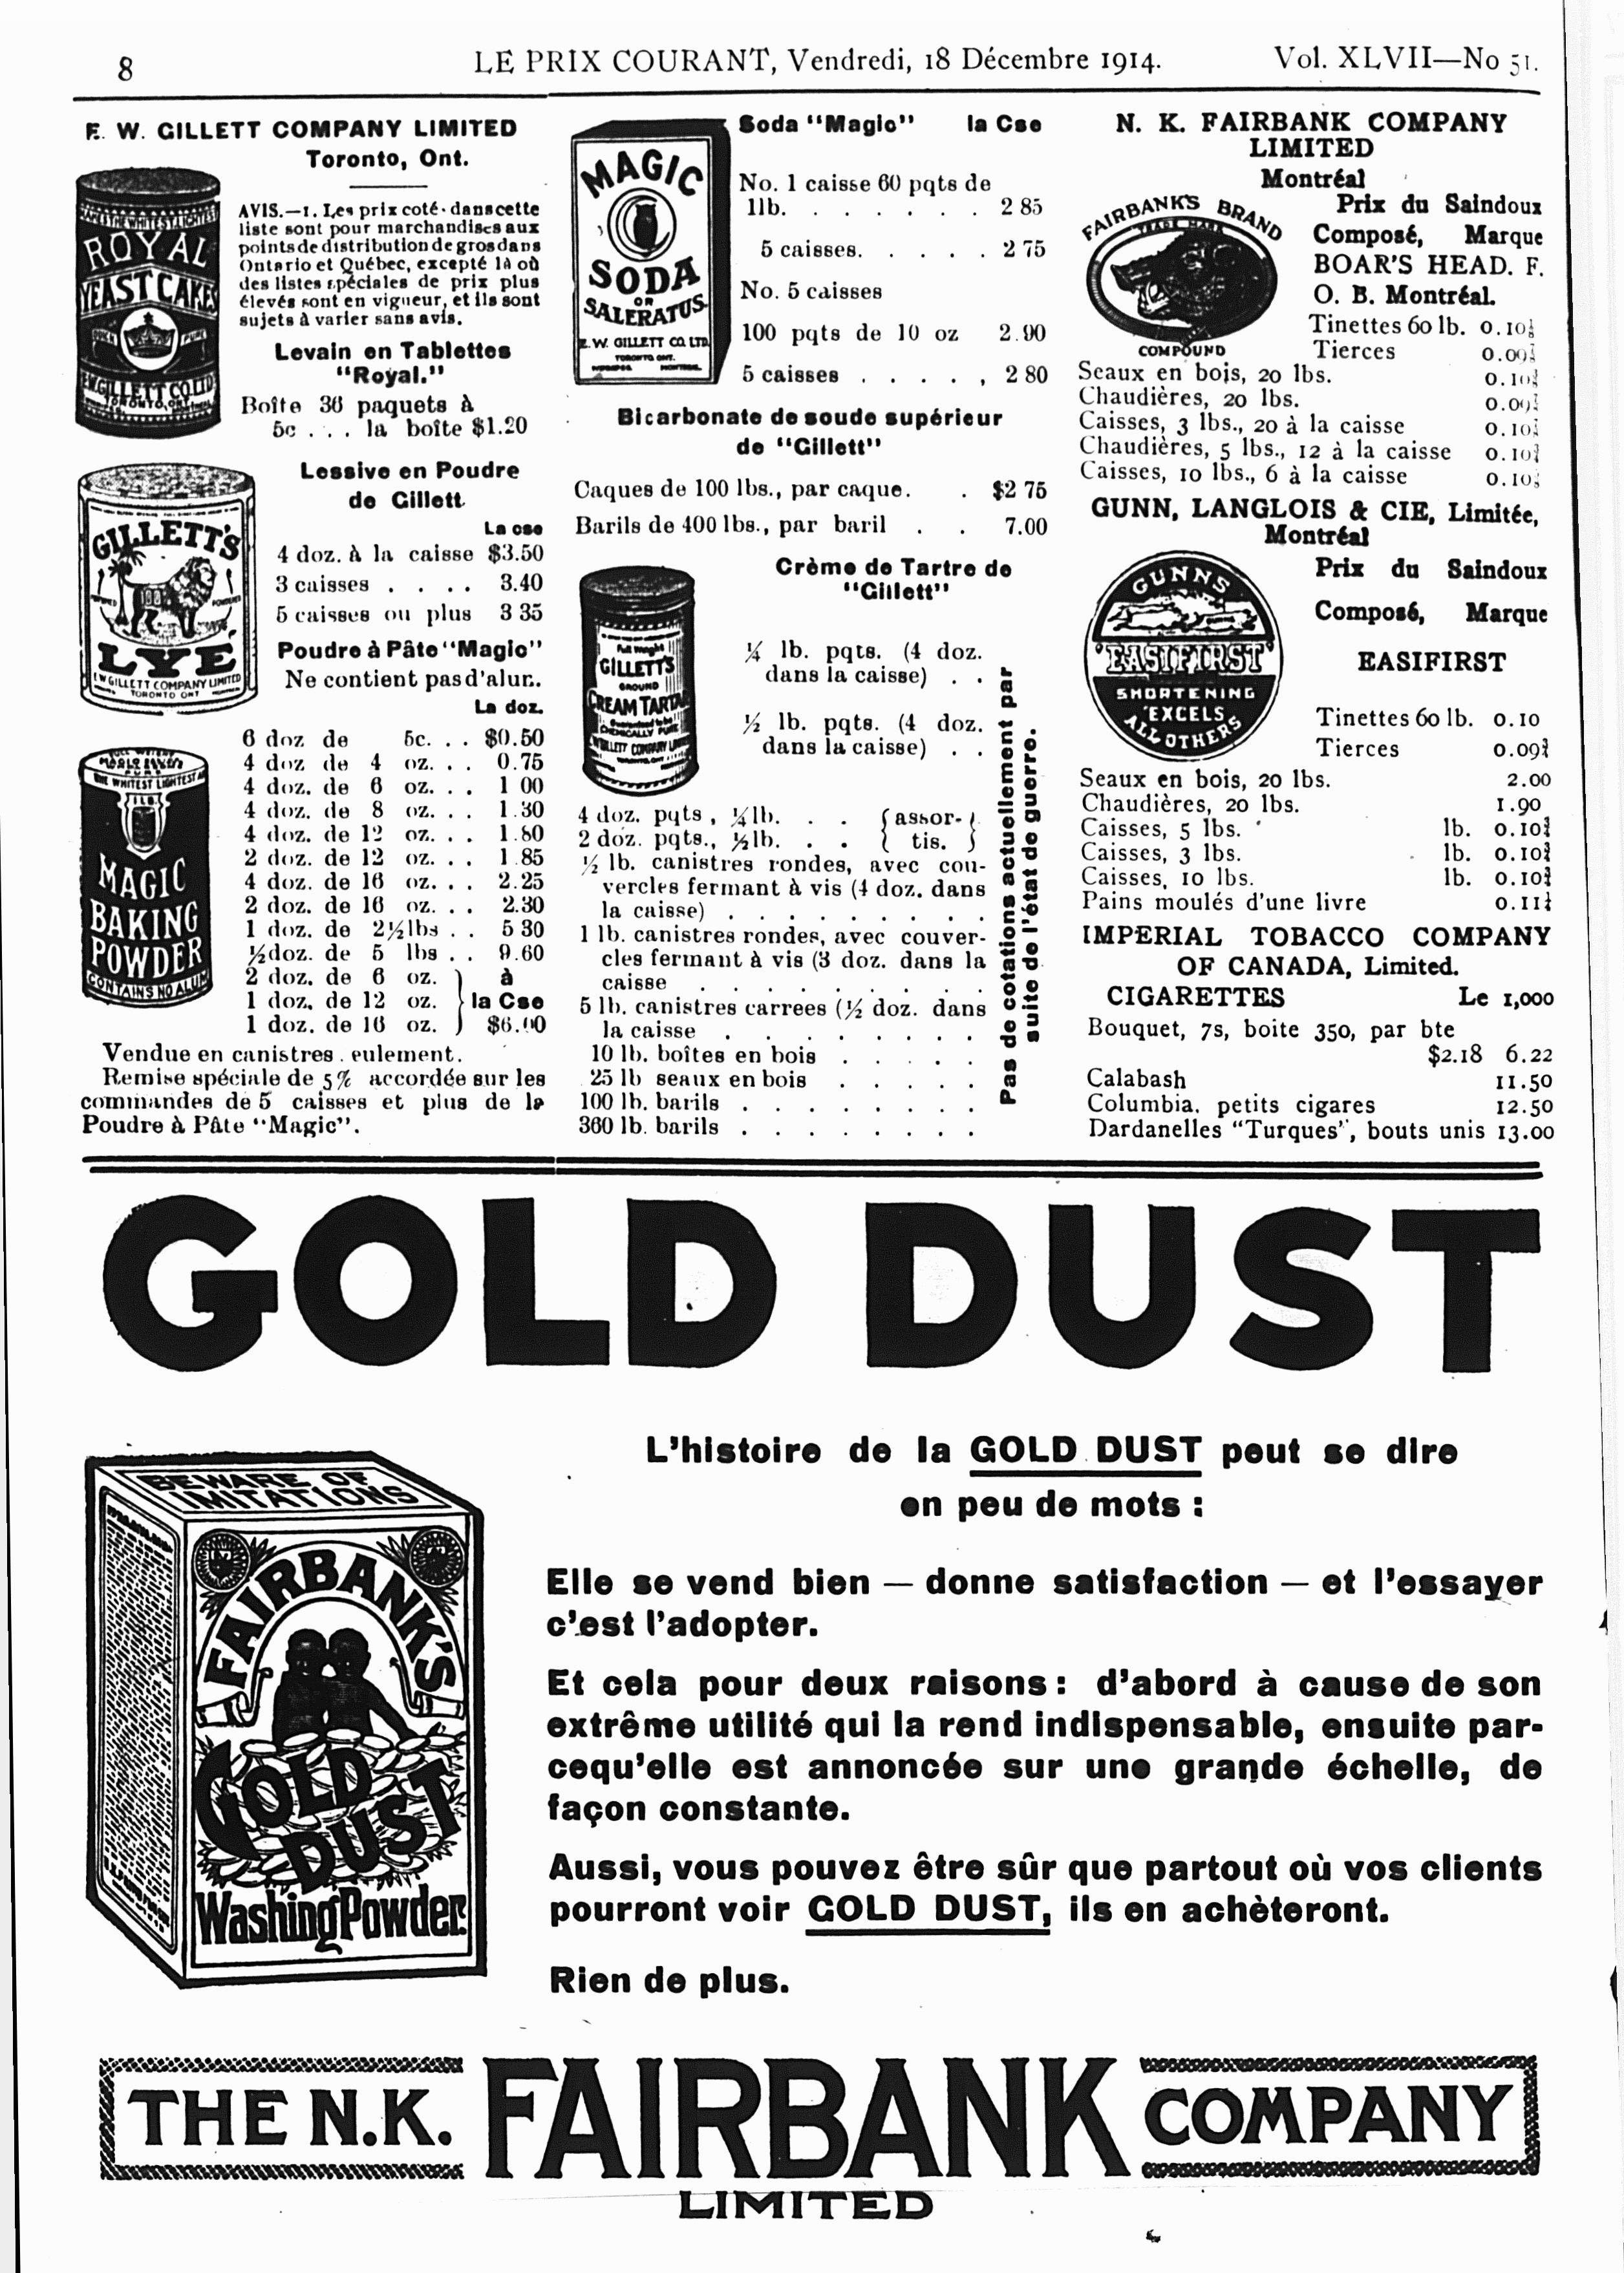 8
LE PRIX COURANT, Vendredi, 18 Décembre 1914.
Vol. XLVII—No 51.
E. W. GILLETT COMPANY LIMITED
Toronto, Ont.
ROYAL
YEAST CAKES
AVIS.—1. Les prix coté dans cette
liste sont pour marchandises aux
points de distribution de gros dans
Ontario et Québec, excepté là où
des listes spéciales de prix plus
élevés sont en vigueur, et ils sont
sujets à varier sans avis.
Levain en Tablettes
"Royal."
Boîte 36 paquets à
5c . . . la boîte $1.20
GILLETT'S
LYE
Lessive en Poudre
de Gillett.
La cse
4 doz. à la caisse $3.50
3 caisses . . . . 3.40
5 caisses ou plus 3 35
Poudre à Pâte "Magic"
Ne contient pas d'alun.
La doz.
MAGIC
BAKING
POWDER
CONTAINS NO ALUM
6 doz de 5c. . . $0.50
4 doz de 4 oz. . . 0.75
4 doz. de 6 oz. . . 1 00
4 doz. de 8 oz. . . 1.30
4 doz. de 12 oz. . . 1.80
2 doz. de 12 oz. . . 1.85
4 doz. de 16 oz. . . 2.25
2 doz. de 16 oz. . . 2.30
1 doz. de 2½lbs . . 5 30
½doz. de 5 lbs . . 9.60
2 doz. de 6 oz. à
1 doz. de 12 oz. la Cse
1 doz. de 16 oz. $6.00
Vendue en canistres eulement.
Remise spéciale de 5% accordée sur les
commandes de 5 caisses et plus de la
Poudre à Pâte "Magic".
MAGIC
SODA
OR
SALERATUS
E.W. GILLETT CO. LTD.
TORONTO, ONT.
Soda "Magic" la Cse
No. 1 caisse 60 pqts de
1lb. . . . . . . 2 85
5 caisses. . . . . 2 75
No. 5 caisses
100 pqts de 10 oz 2.90
5 caisses . . . . , 2 80
Bicarbonate de soude supérieur
de "Gillett"
Caques de 100 lbs., par caque. . $2 75
Barils de 400 lbs., par baril . . 7.00
GILLETT'S
GROUND
CREAM TARTAR
Crème de Tartre de
"Gillett"
¼ lb. pqts. (4 doz.
dans la caisse) . .
½ lb. pqts. (4 doz.
dans la caisse) . .
4 doz. pqts , ¼lb. . . { assor- }
2 doz. pqts., ½lb. . . { tis. }
½ lb. canistres rondes, avec cou-
vercles fermant à vis (4 doz. dans
la caisse) . . . . . . . . .
1 lb. canistres rondes, avec couver-
cles fermant à vis (3 doz. dans la
caisse . . . . . . . . . .
5 lb. canistres carrees (½ doz. dans
la caisse . . . . . . . . .
10 lb. boîtes en bois . . . . .
25 lb seaux en bois . . . . .
100 lb. barils . . . . . . . .
360 lb. barils . . . . . . . .
Pas de cotations actuellement par
suite de l'état de guerre.
N. K. FAIRBANK COMPANY
LIMITED
Montréal
FAIRBANK'S BRAND
TRADE MARK
COMPOUND
Prix du Saindoux
Composé, Marque
BOAR'S HEAD. F.
O. B. Montréal.
Tinettes 60 lb.
Tierces
Seaux en bois, 20 lbs.
Chaudières, 20 lbs.
Caisses, 3 lbs., 20 à la caisse
Chaudières, 5 lbs., 12 à la caisse
Caisses, 10 lbs., 6 à la caisse
GUNN, LANGLOIS & CIE, Limitée,
Montréal
GUNNS
"EASIFIRST"
SHORTENING
EXCELS
ALL OTHERS
Prix du Saindoux
Composé, Marque
EASIFIRST
Tinettes 60 lb. 0.10
Tierces 0.09¾
Seaux en bois, 20 lbs. 2.00
Chaudières, 20 lbs. 1.90
Caisses, 5 lbs. lb. 0.10¾
Caisses, 3 lbs. lb. 0.10¾
Caisses, 10 lbs. lb. 0.10¾
Pains moulés d'une livre
IMPERIAL TOBACCO COMPANY
OF CANADA, Limited.
CIGARETTES Le 1,000
Bouquet, 7s, boite 350, par bte
$2.18 6.22
Calabash 11.50
Columbia, petits cigares 12.50
Dardanelles "Turques", bouts unis 13.00
GOLD DUST
BEWARE OF
IMITATIONS
FAIRBANK'S
GOLD
DUST
Washing Powder.
L'histoire de la GOLD DUST peut se dire
en peu de mots :
Elle se vend bien — donne satisfaction — et l'essayer
c'est l'adopter.
Et cela pour deux raisons : d'abord à cause de son
extrême utilité qui la rend indispensable, ensuite par-
cequ'elle est annoncée sur une grande échelle, de
façon constante.
Aussi, vous pouvez être sûr que partout où vos clients
pourront voir GOLD DUST, ils en achèteront.
Rien de plus.
THE N.K. FAIRBANK COMPANY
LIMITED